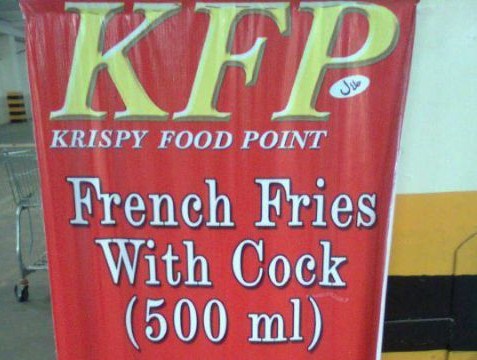 KFP
حلال
KRISPY FOOD POINT
French Fries
With Cock
(500 ml)